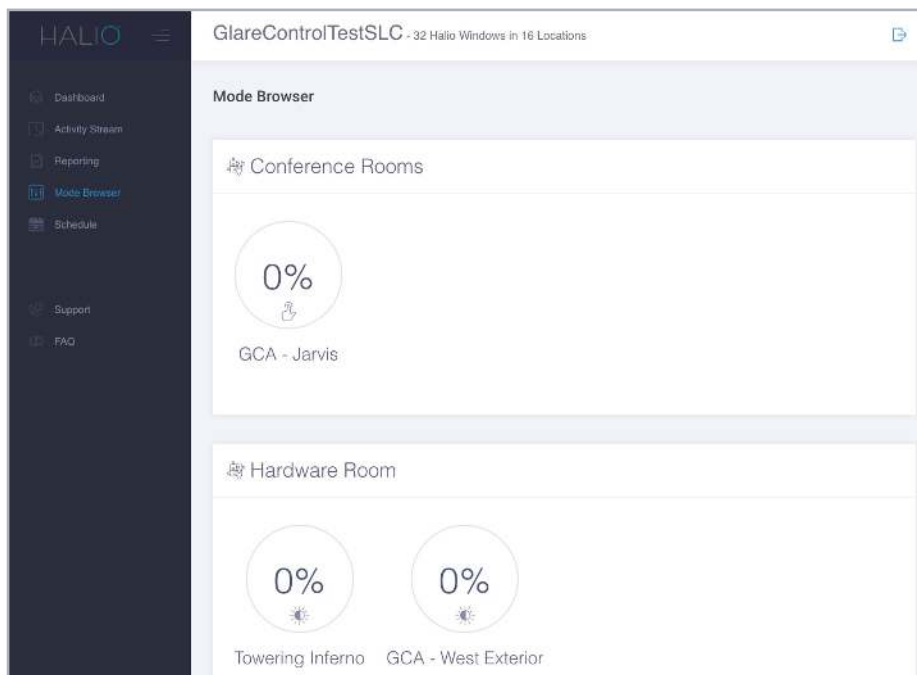 HALIO
GlareControlTestSLC - 32 Halio Windows in 16 Locations
Dashboard
Activity Stream
Reporting
Mode Browser
Schedule
Support
FAQ
Mode Browser
Conference Rooms
0%
GCA - Jarvis
Hardware Room
0% 0%
Towering Inferno GCA - West Exterior